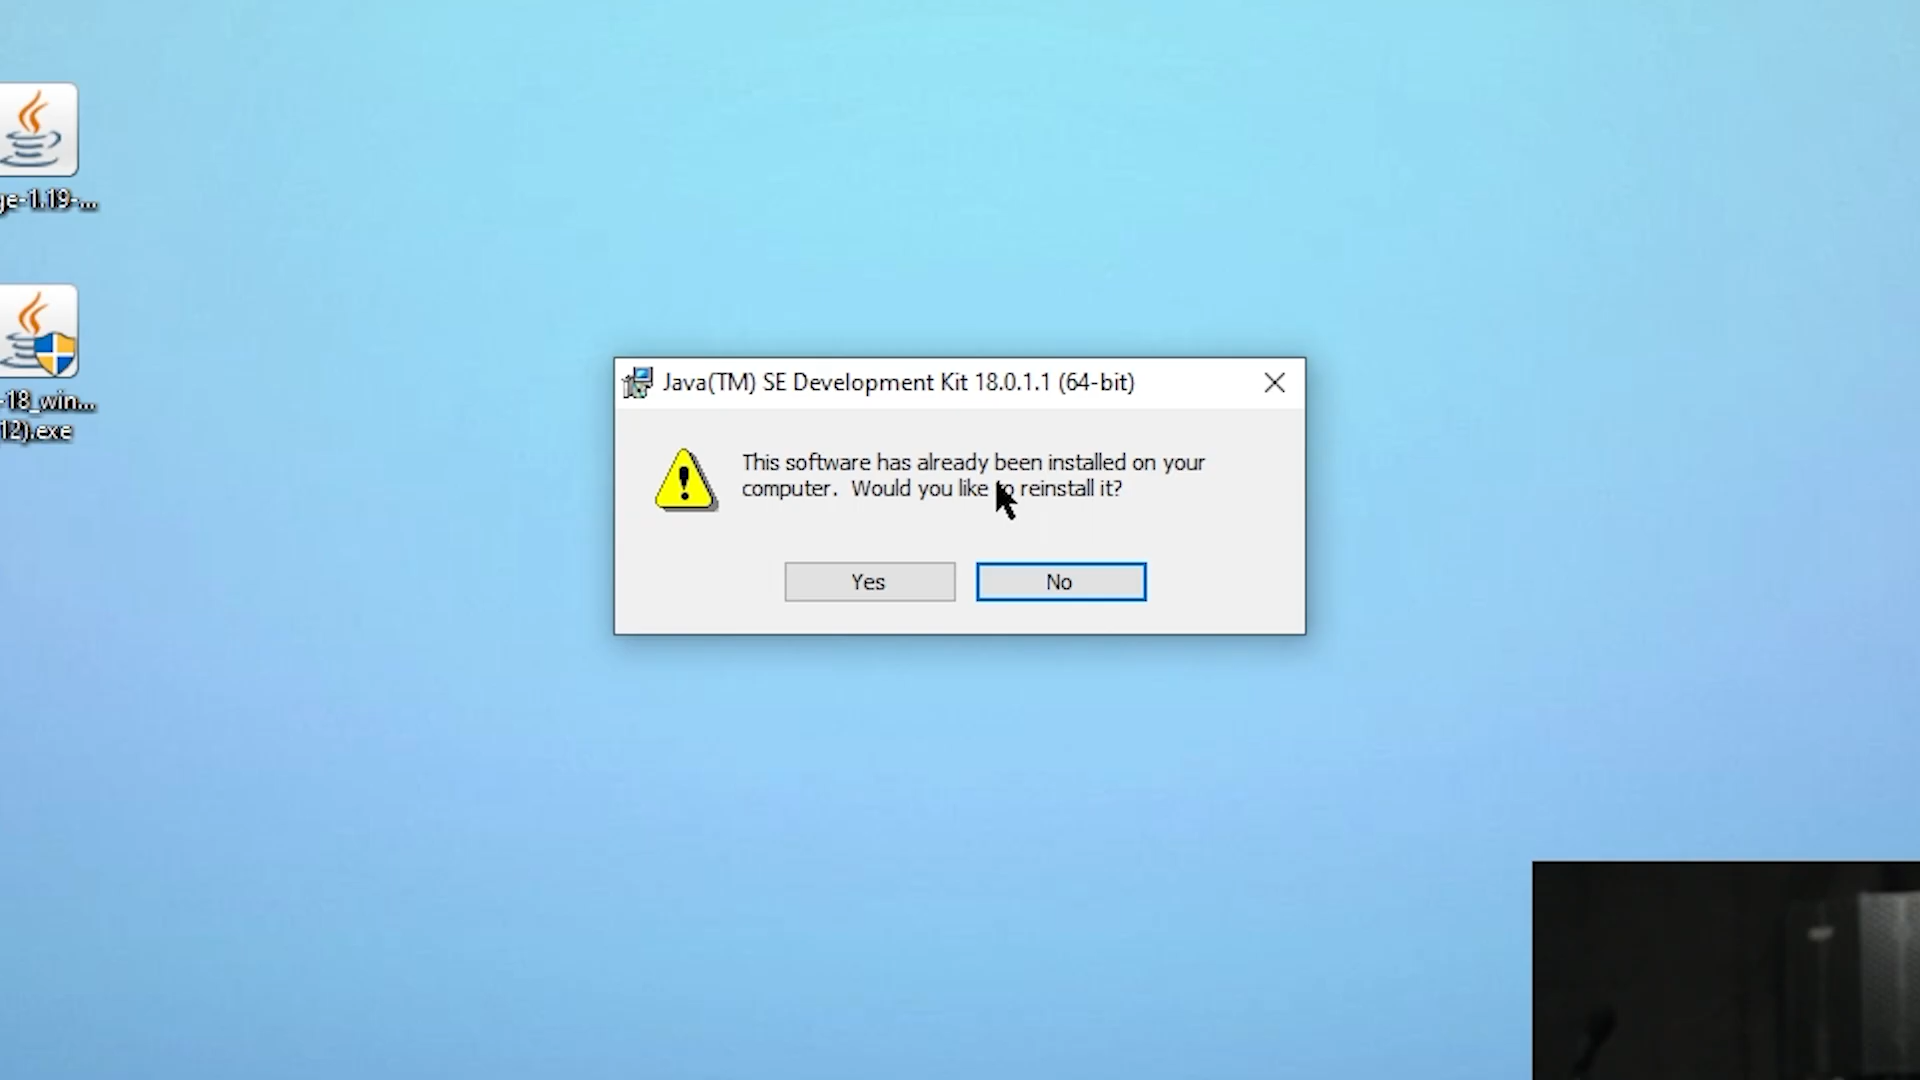 ge-1.19-...
-18_win...
12).exe
Java(TM) SE Development Kit 18.0.1.1 (64-bit)
This software has already been installed on your
computer. Would you like to reinstall it?
Yes
No